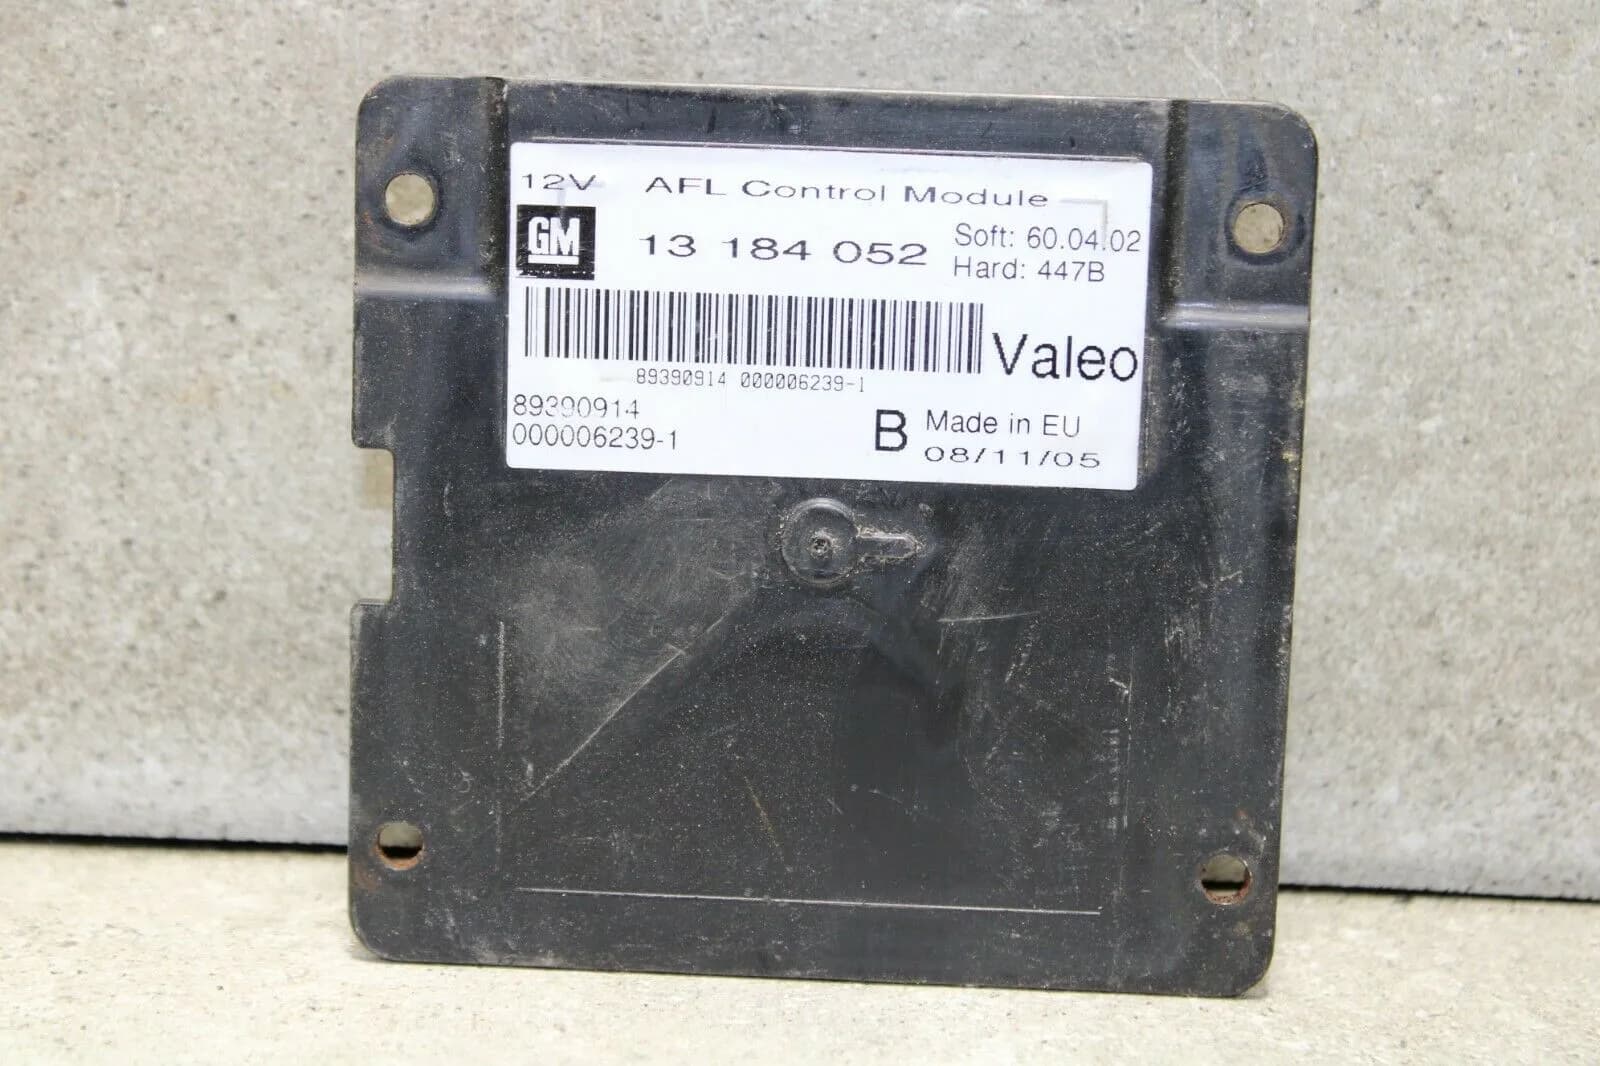 12V AFL Control Module
GM 13 184 052 Soft: 60.04.02
Hard: 447B
Valeo
89390914 000006239-1
89390914
000006239-1
B Made in EU
08/11/05